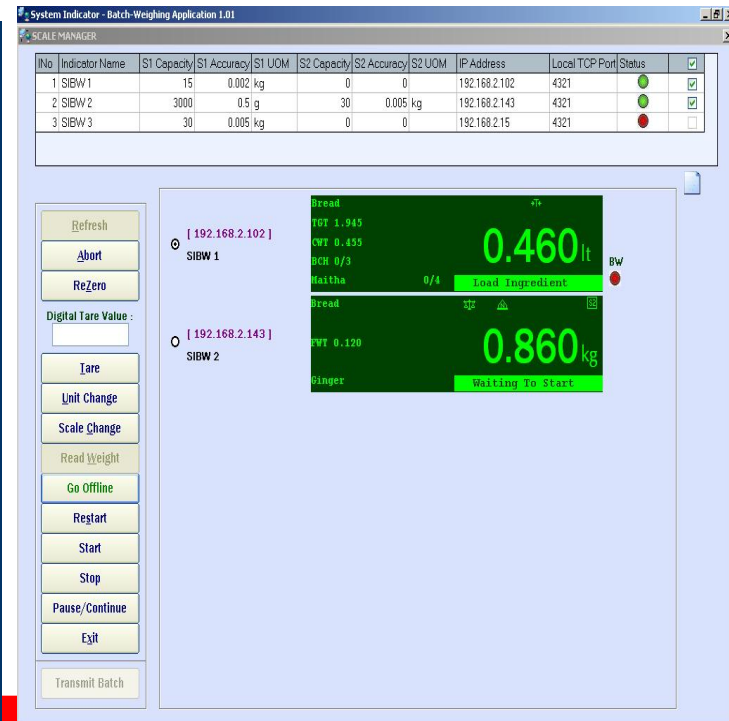 System Indicator - Batch-Weighing Application 1.01
SCALE MANAGER
INo Indicator Name S1 Capacity S1 Accuracy S1 UOM S2 Capacity S2 Accuracy S2 UOM IP Address Local TCP Port Status
1 SIBW 1 15 0.002 kg 0 0 192.168.2.102 4321
2 SIBW 2 3000 0.5 g 30 0.005 kg 192.168.2.143 4321
3 SIBW 3 30 0.005 kg 0 0 192.168.2.15 4321
Refresh
Abort
ReZero
Digital Tare Value :
Tare
Unit Change
Scale Change
Read Weight
Go Offline
Restart
Start
Stop
Pause/Continue
Exit
Transmit Batch
[ 192.168.2.102 ]
SIBW 1
Bread
TGT 1.945
CWT 0.455
BCH 0/3
Maitha 0/4
+T+
0.460 lt
Load Ingredient
BW
[ 192.168.2.143 ]
SIBW 2
Bread
FWT 0.120
Ginger
S2
0.860 kg
Waiting To Start